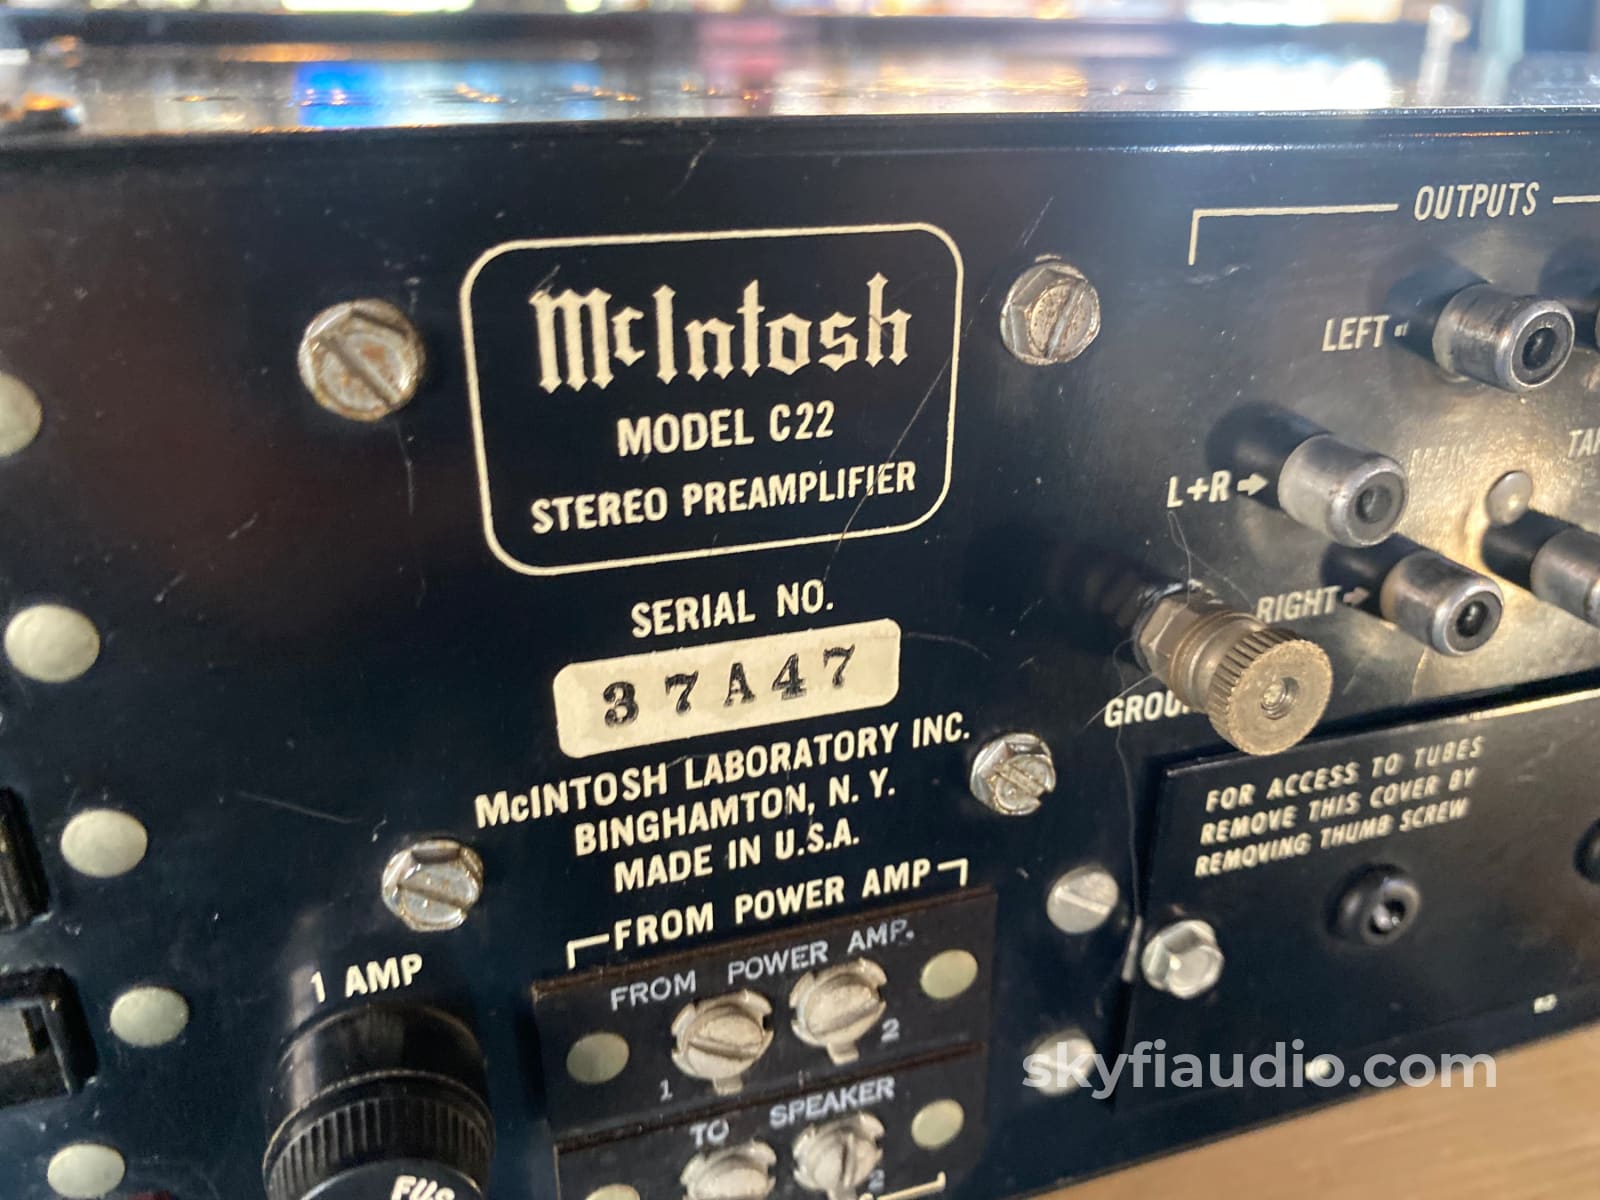 McIntosh
MODEL C22
STEREO PREAMPLIFIER
SERIAL NO.
37A47
McINTOSH LABORATORY INC.
BINGHAMTON, N. Y.
MADE IN U.S.A.
FROM POWER AMP
FROM POWER AMP.
1 2
TO SPEAKER
2
1 AMP
OUTPUTS
LEFT
L+R
MAIN
RIGHT
FOR ACCESS TO TUBES
REMOVE THIS COVER BY
REMOVING THUMB SCREW
skyfiaudio.com